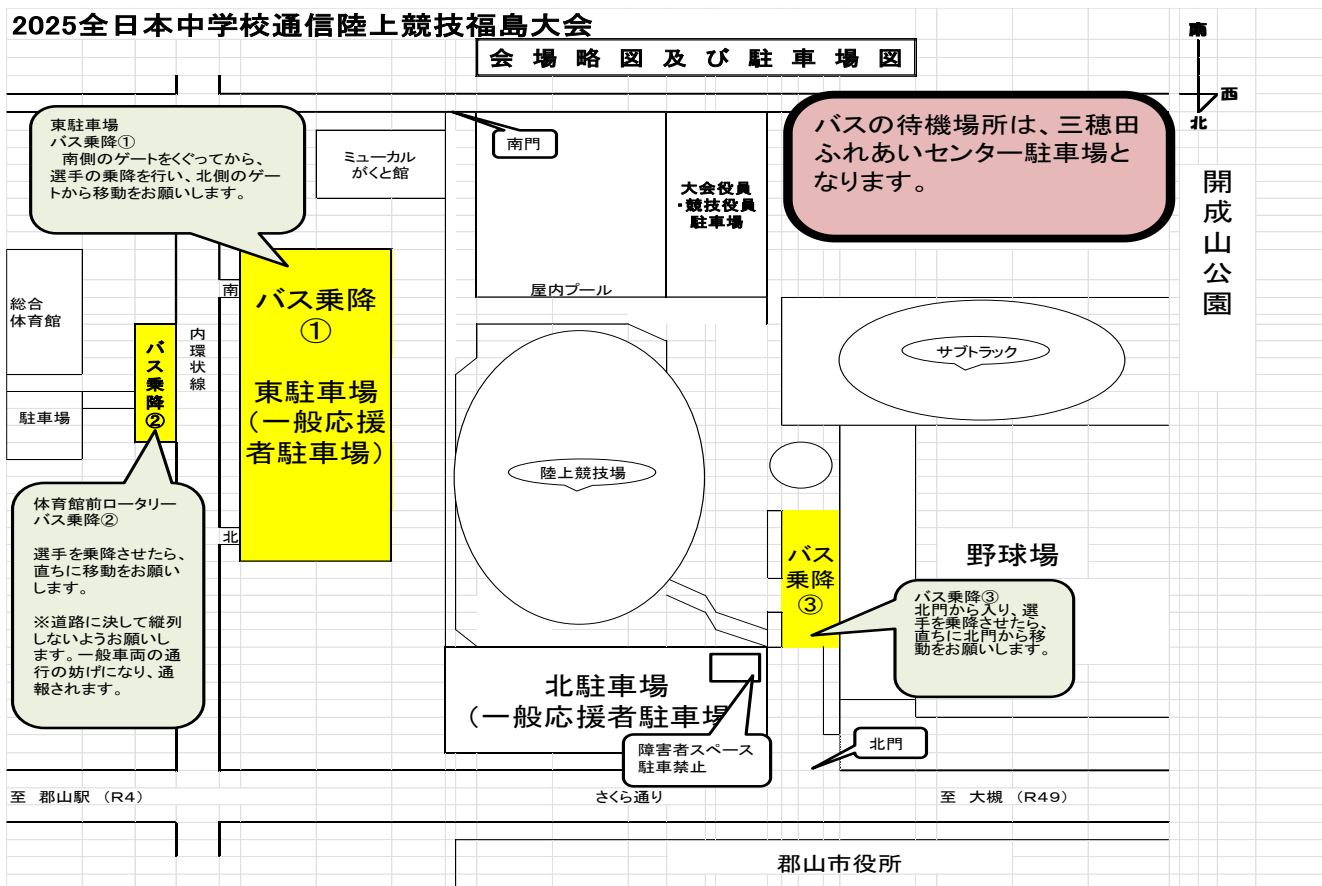 2025全日本中学校通信陸上競技福島大会
会場略図及び駐車場図
南
西
北
東駐車場
バス乗降①
南側のゲートをくぐってから、
選手の乗降を行い、北側のゲー
トから移動をお願いします。
ミューカル
がくと館
南門
大会役員
・競技役員
駐車場
バスの待機場所は、三穂田
ふれあいセンター駐車場と
なります。
開成山公園
総合
体育館
南
バス乗降
①
屋内プール
内環状線
バス乗降②
サブトラック
東駐車場
(一般応援
者駐車場)
駐車場
陸上競技場
体育館前ロータリー
バス乗降②
選手を乗降させたら、
直ちに移動をお願い
します。
※道路に決して縦列
しないようお願いし
ます。一般車両の通
行の妨げになり、通
報されます。
北
バス
乗降
③
野球場
バス乗降③
北門から入り、選
手を乗降させたら、
直ちに北門から移
動をお願いします。
北駐車場
(一般応援者駐車場
障害者スペース
駐車禁止
北門
至 郡山駅 (R4)
さくら通り
至 大槻 (R49)
郡山市役所